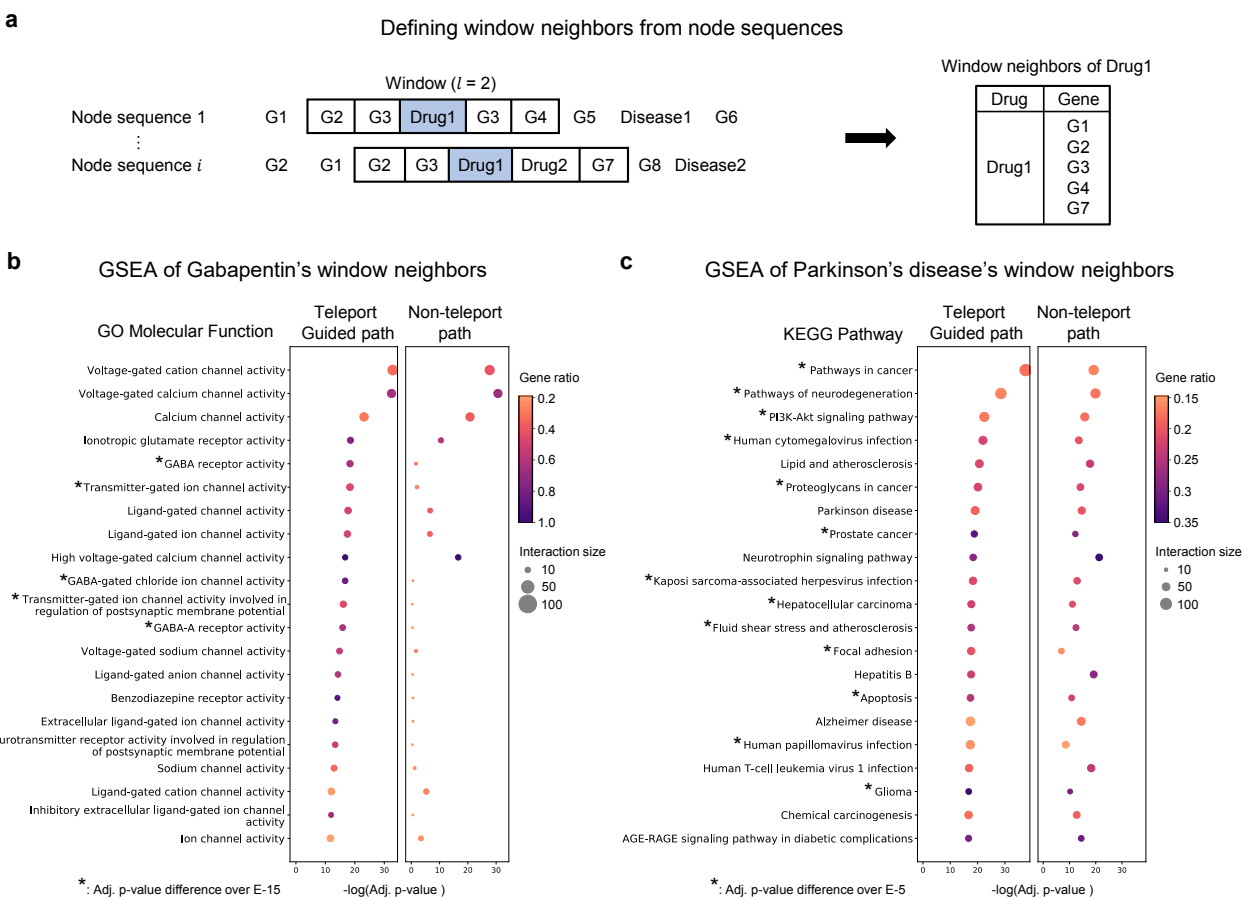 a
Defining window neighbors from node sequences
Window (l = 2)
Node sequence 1 G1 G2 G3 Drug1 G3 G4 G5 Disease1 G6
⋮
Node sequence i G2 G1 G2 G3 Drug1 Drug2 G7 G8 Disease2
Window neighbors of Drug1
Drug Gene
Drug1
G1
G2
G3
G4
G7
b
GSEA of Gabapentin's window neighbors
GO Molecular Function
Teleport
Guided path
Non-teleport
path
Voltage-gated cation channel activity
Voltage-gated calcium channel activity
Calcium channel activity
Ionotropic glutamate receptor activity
*GABA receptor activity
*Transmitter-gated ion channel activity
Ligand-gated channel activity
Ligand-gated ion channel activity
High voltage-gated calcium channel activity
*GABA-gated chloride ion channel activity
* Transmitter-gated ion channel activity involved in
regulation of postsynaptic membrane potential
*GABA-A receptor activity
Voltage-gated sodium channel activity
Ligand-gated anion channel activity
Benzodiazepine receptor activity
Extracellular ligand-gated ion channel activity
urotransmitter receptor activity involved in regulation
of postsynaptic membrane potential
Sodium channel activity
Ligand-gated cation channel activity
Inhibitory extracellular ligand-gated ion channel
activity
Ion channel activity
0 10 20 30 0 10 20 30
*: Adj. p-value difference over E-15
-log(Adj. p-value )
Gene ratio
0.2
0.4
0.6
0.8
1.0
Interaction size
10
50
100
c
GSEA of Parkinson's disease's window neighbors
KEGG Pathway
Teleport
Guided path
Non-teleport
path
* Pathways in cancer
* Pathways of neurodegeneration
*PI3K-Akt signaling pathway
*Human cytomegalovirus infection
Lipid and atherosclerosis
*Proteoglycans in cancer
Parkinson disease
*Prostate cancer
Neurotrophin signaling pathway
*Kaposi sarcoma-associated herpesvirus infection
*Hepatocellular carcinoma
*Fluid shear stress and atherosclerosis
*Focal adhesion
Hepatitis B
*Apoptosis
Alzheimer disease
*Human papillomavirus infection
Human T-cell leukemia virus 1 infection
*Glioma
Chemical carcinogenesis
AGE-RAGE signaling pathway in diabetic complications
0 10 20 30 0 10 20 30
*: Adj. p-value difference over E-5
-log(Adj. p-value )
Gene ratio
0.15
0.2
0.25
0.3
0.35
Interaction size
10
50
100